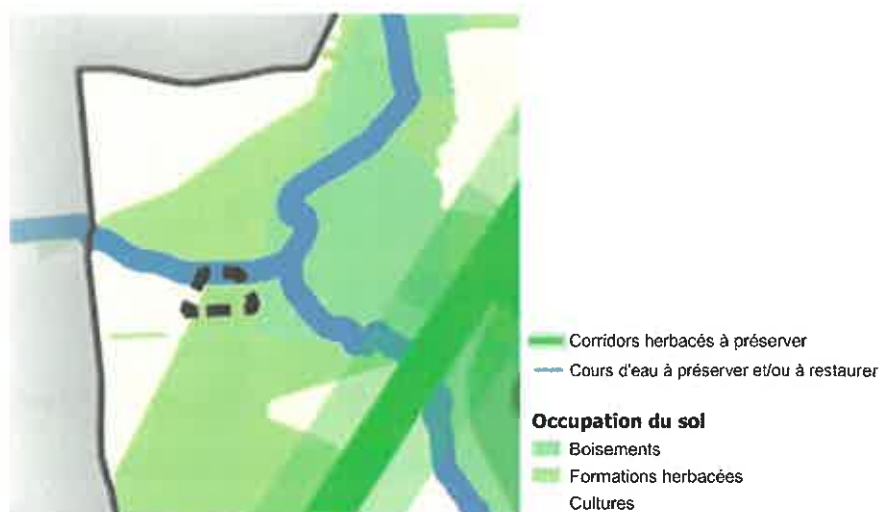 Corridors herbacés à préserver
Cours d'eau à préserver et/ou à restaurer
Occupation du sol
Boisements
Formations herbacées
Cultures